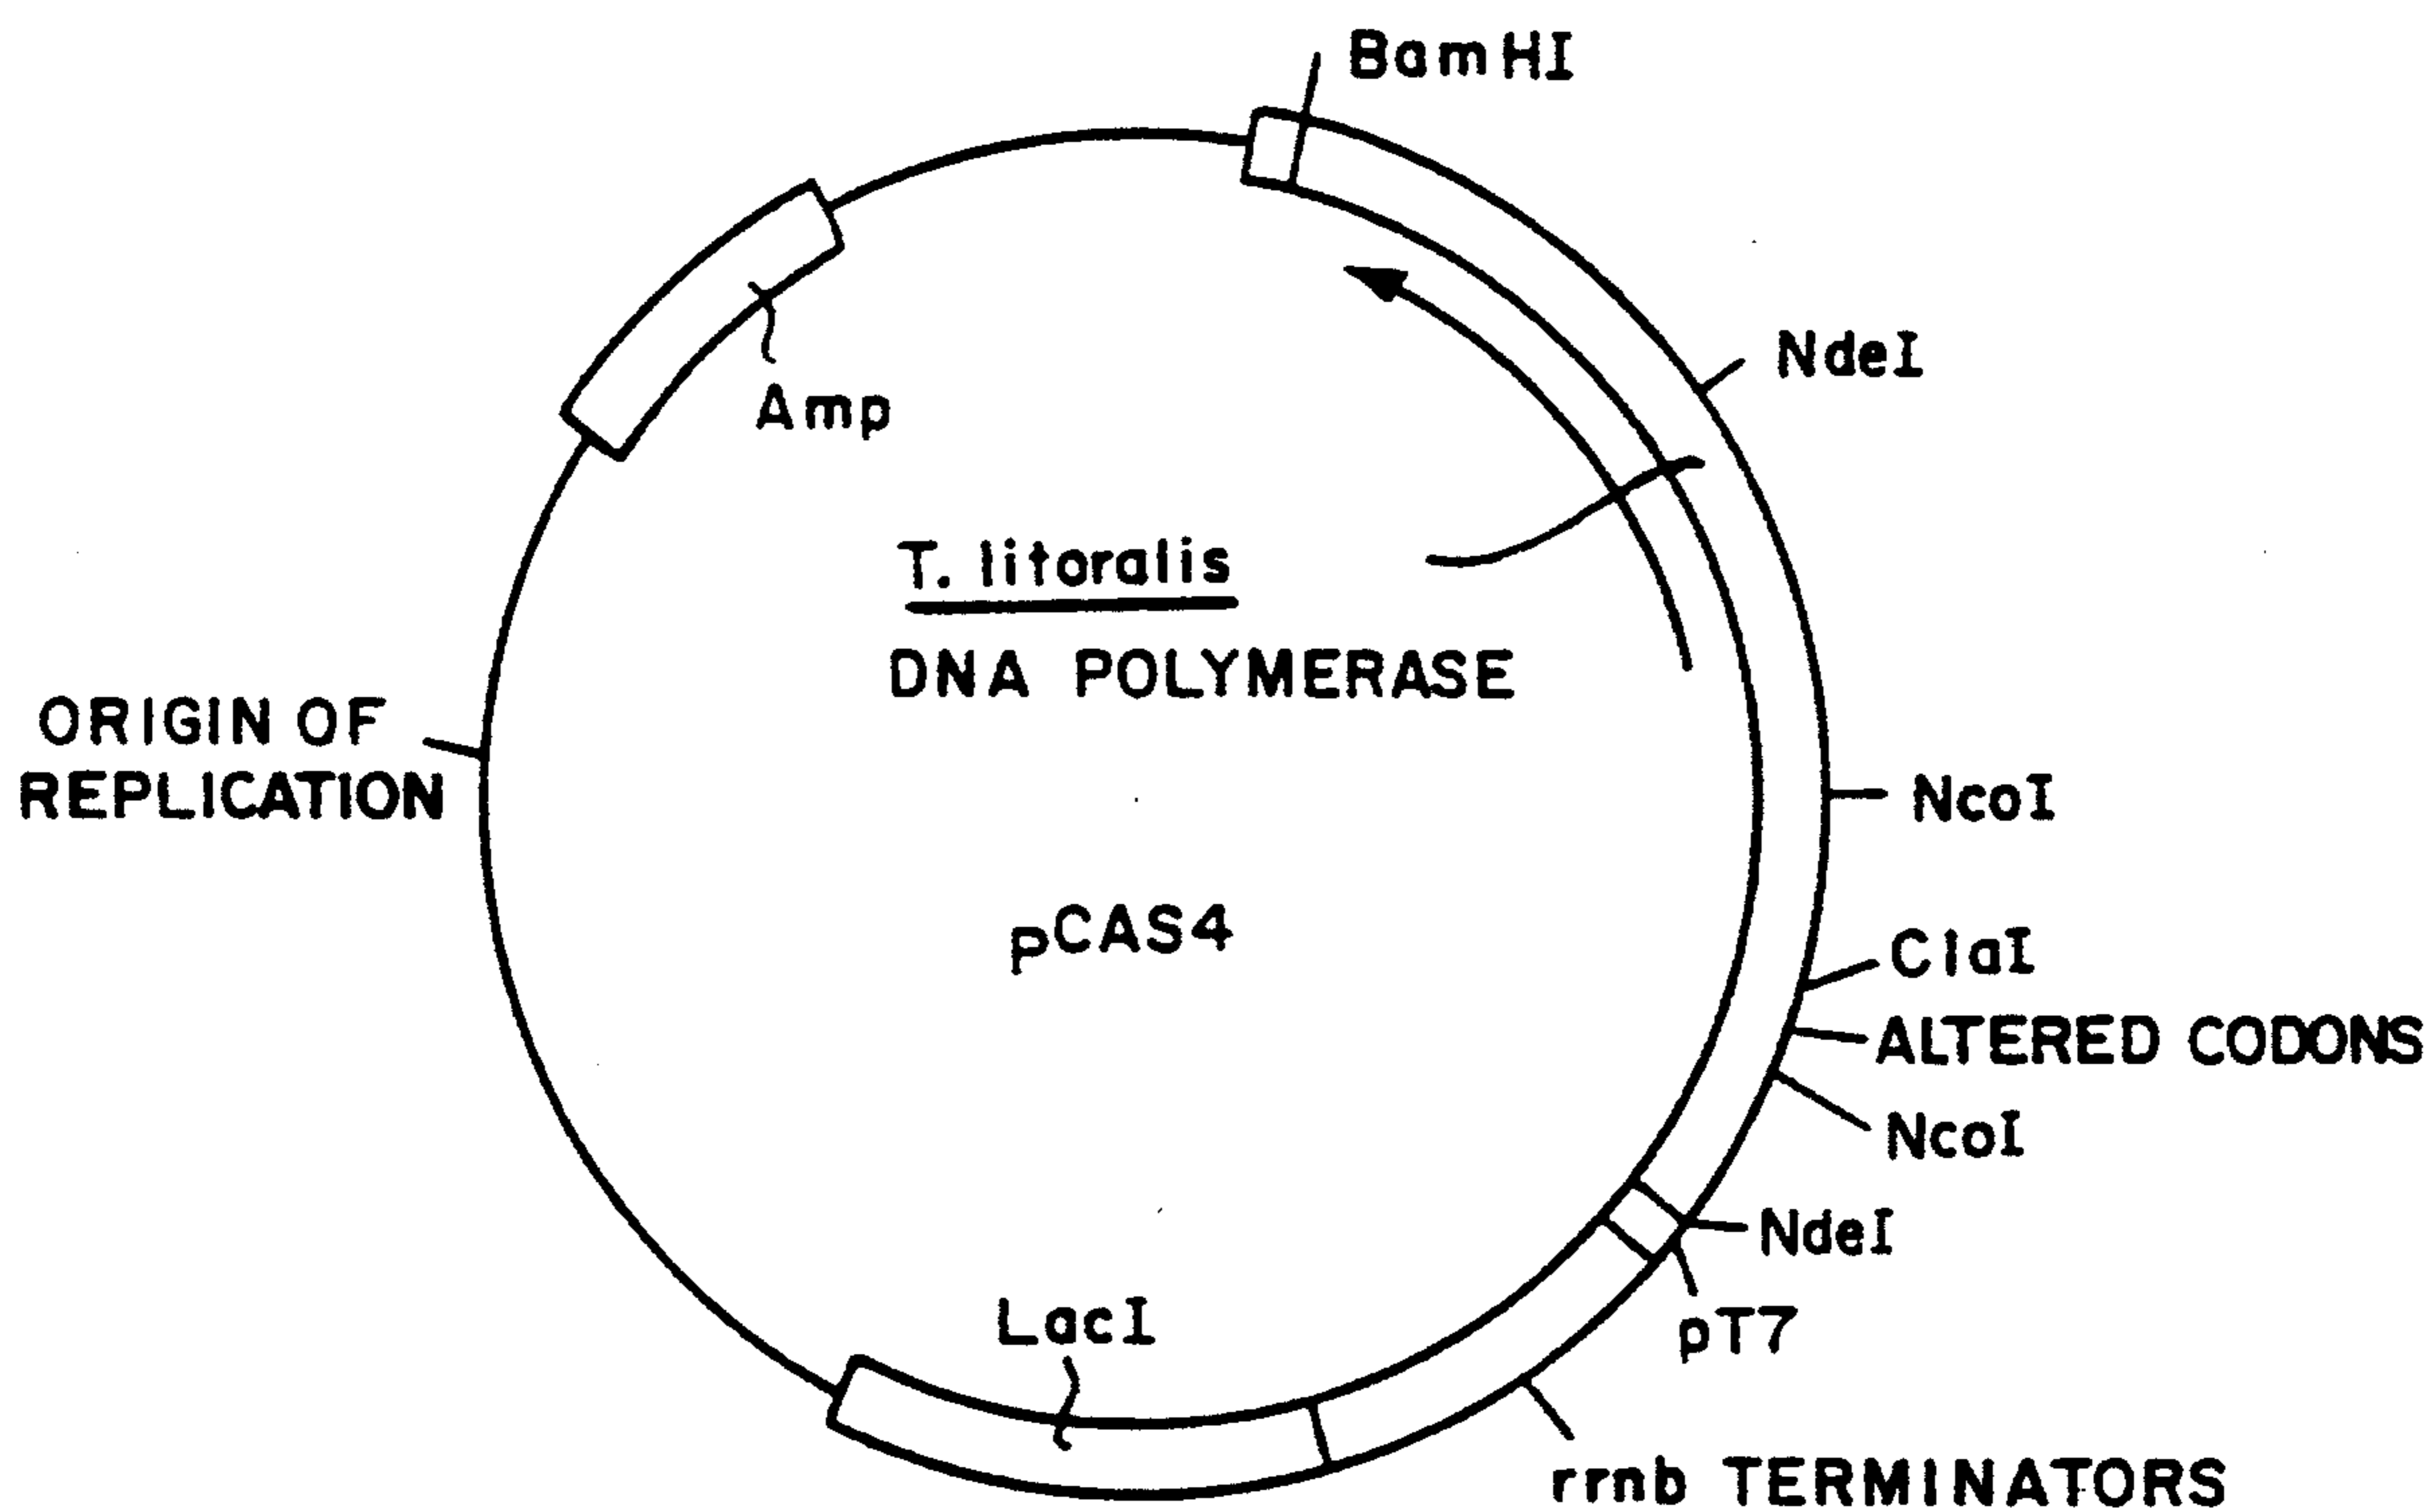 BamHI
NdeI
Amp
T. litoralis
DNA POLYMERASE
ORIGIN OF
REPLICATION
NcoI
pCAS4
ClaI
ALTERED CODONS
NcoI
NdeI
LacI
pT7
rrnb TERMINATORS